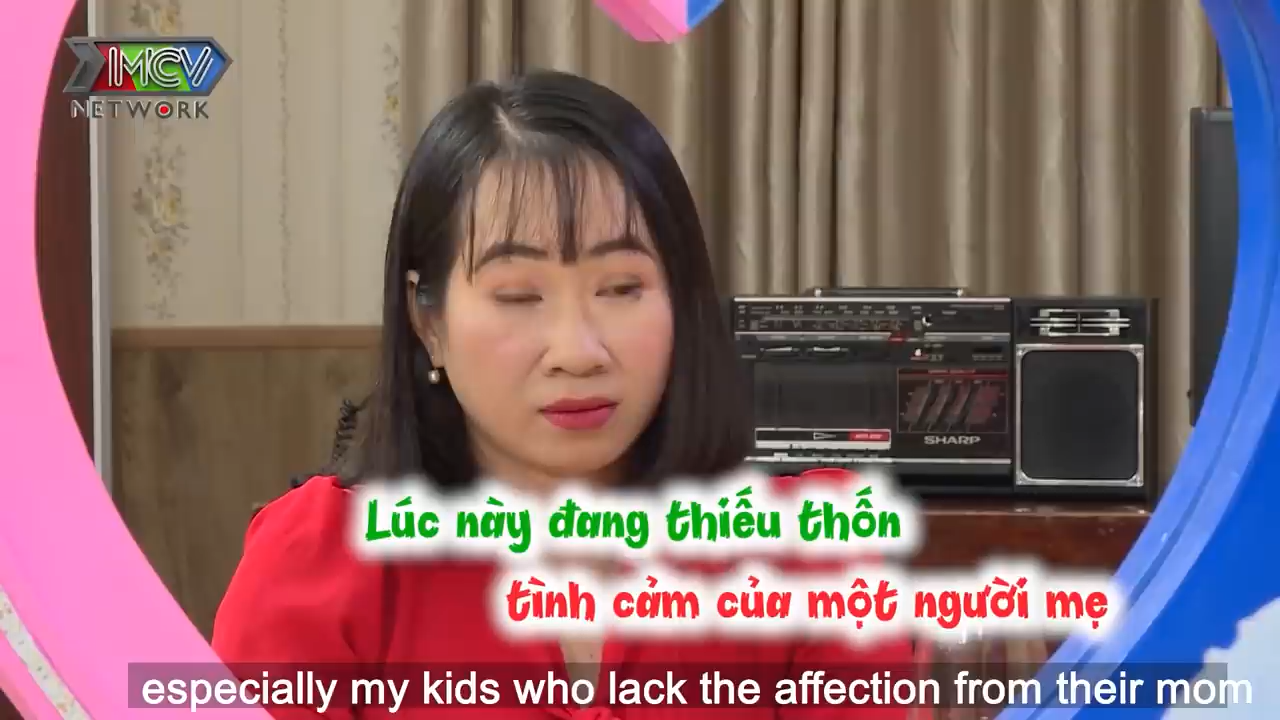 MCV
NETWORK
SHARP
Lúc này đang thiếu thốn
tình cảm của một người mẹ
especially my kids who lack the affection from their mom